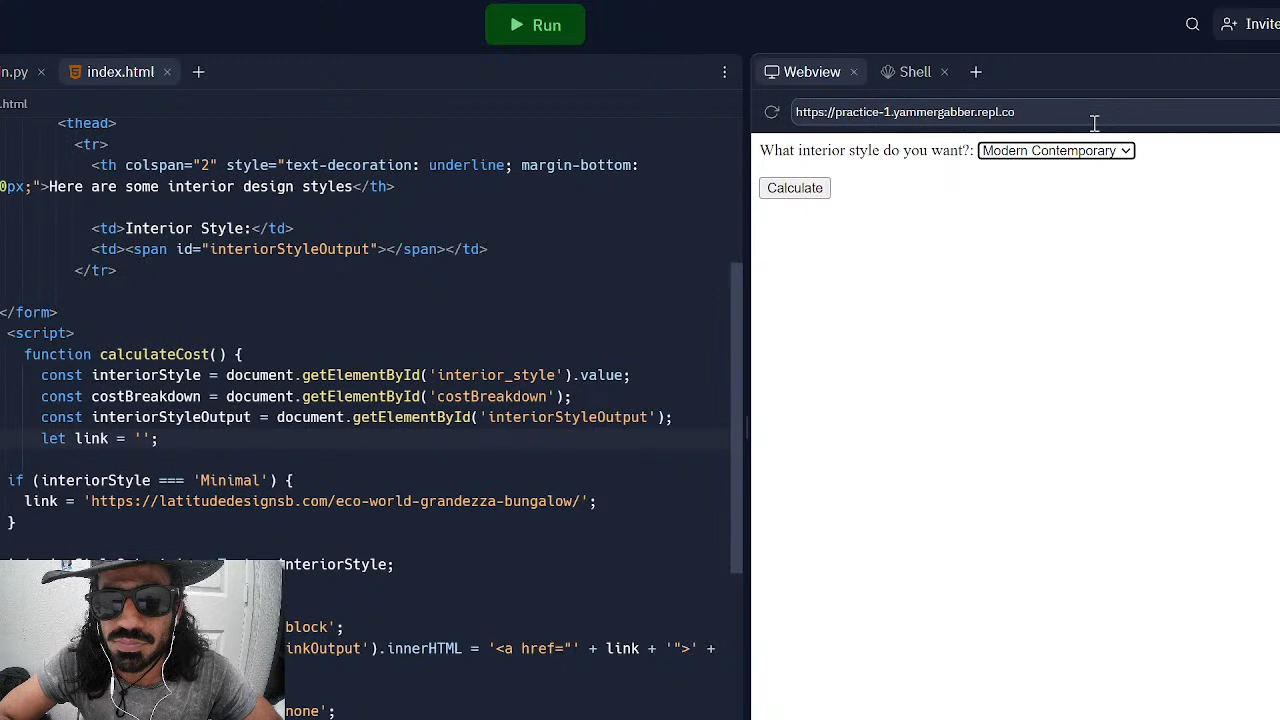 Run
Invite
n.py ×
index.html ×
Webview ×
Shell ×
.html
https://practice-1.yammergabber.repl.co
<thead>
<tr>
<th colspan="2" style="text-decoration: underline; margin-bottom:
0px;">Here are some interior design styles</th>
<td>Interior Style:</td>
<td><span id="interiorStyleOutput"></span></td>
</tr>
</form>
<script>
function calculateCost() {
const interiorStyle = document.getElementById('interior_style').value;
const costBreakdown = document.getElementById('costBreakdown');
const interiorStyleOutput = document.getElementById('interiorStyleOutput');
let link = '';
if (interiorStyle === 'Minimal') {
link = 'https://latitudedesignsb.com/eco-world-grandezza-bungalow/';
}
interiorStyle;
block';
inkOutput').innerHTML = '<a href="' + link + '">' +
none';
What interior style do you want?: Modern Contemporary
Calculate